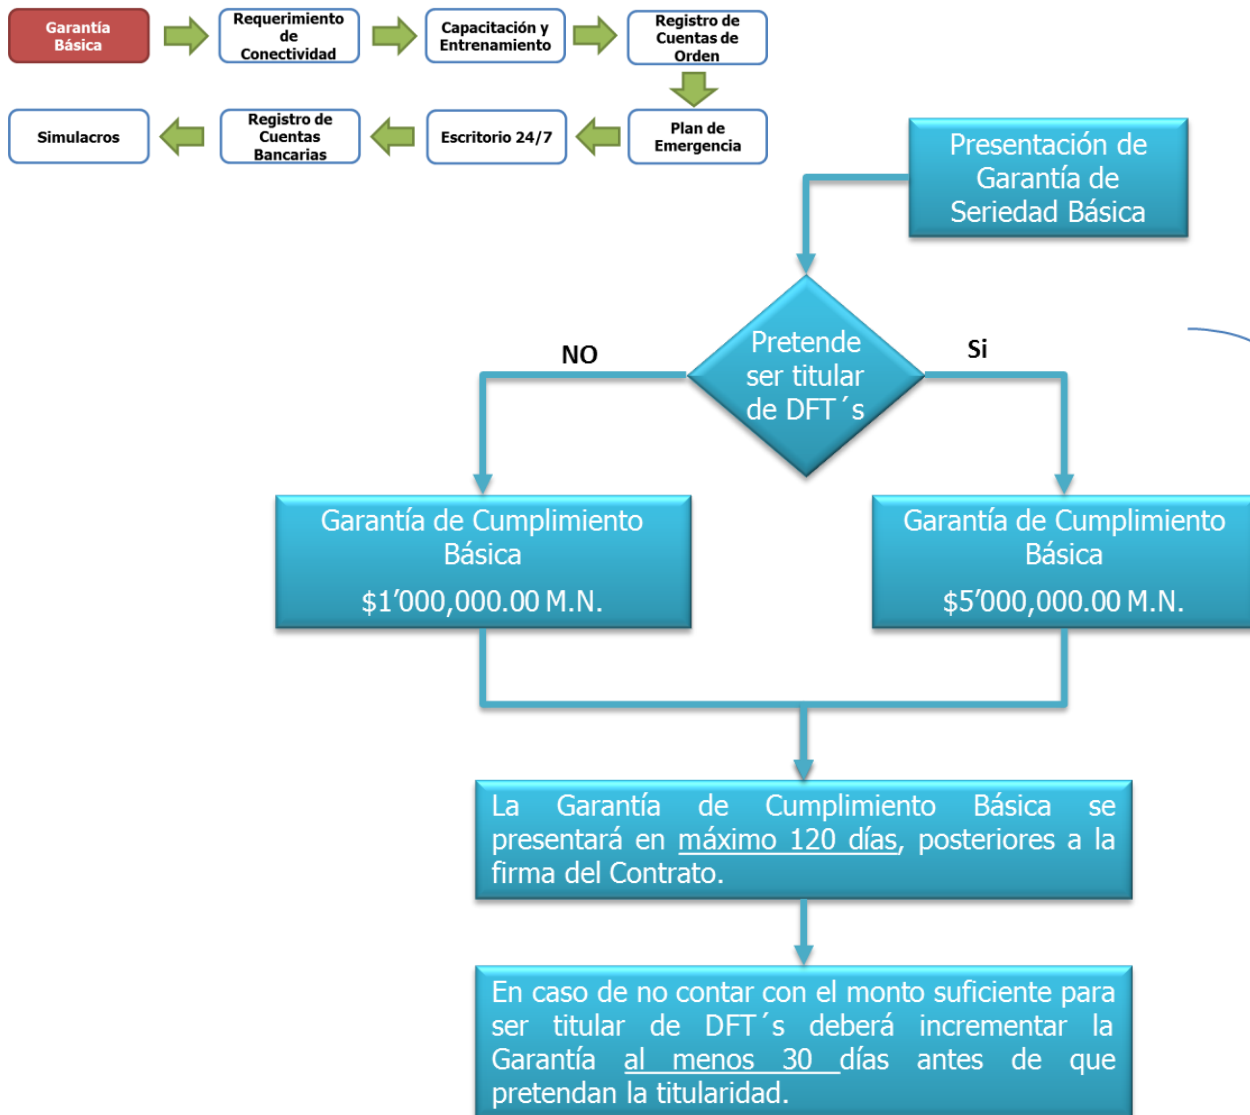 Garantía
Básica
Requerimiento
de
Conectividad
Capacitación y
Entrenamiento
Registro de
Cuentas de
Orden
Simulacros
Registro de
Cuentas
Bancarias
Escritorio 24/7
Plan de
Emergencia
Presentación de
Garantía de
Seriedad Básica
Pretende
ser titular
de DFT´s
NO
Si
Garantía de Cumplimiento
Básica
$1’000,000.00 M.N.
Garantía de Cumplimiento
Básica
$5’000,000.00 M.N.
La Garantía de Cumplimiento Básica se
presentará en máximo 120 días, posteriores a la
firma del Contrato.
En caso de no contar con el monto suficiente para
ser titular de DFT´s deberá incrementar la
Garantía al menos 30 días antes de que
pretendan la titularidad.